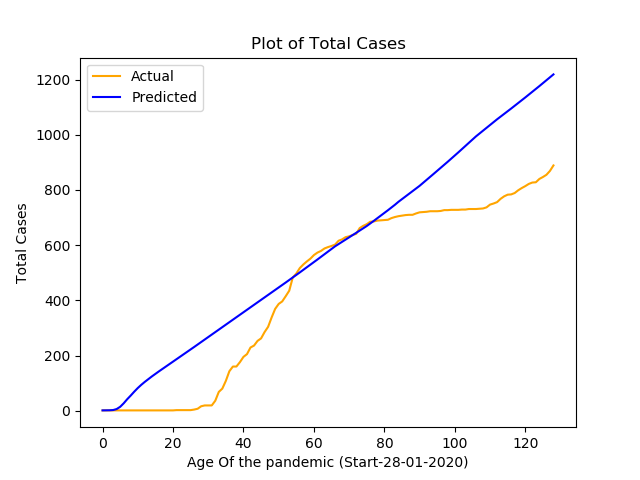 Plot of Total Cases
Actual
Predicted
1200
1000
800
600
400
200
0
Total Cases
0 20 40 60 80 100 120
Age Of the pandemic (Start-28-01-2020)